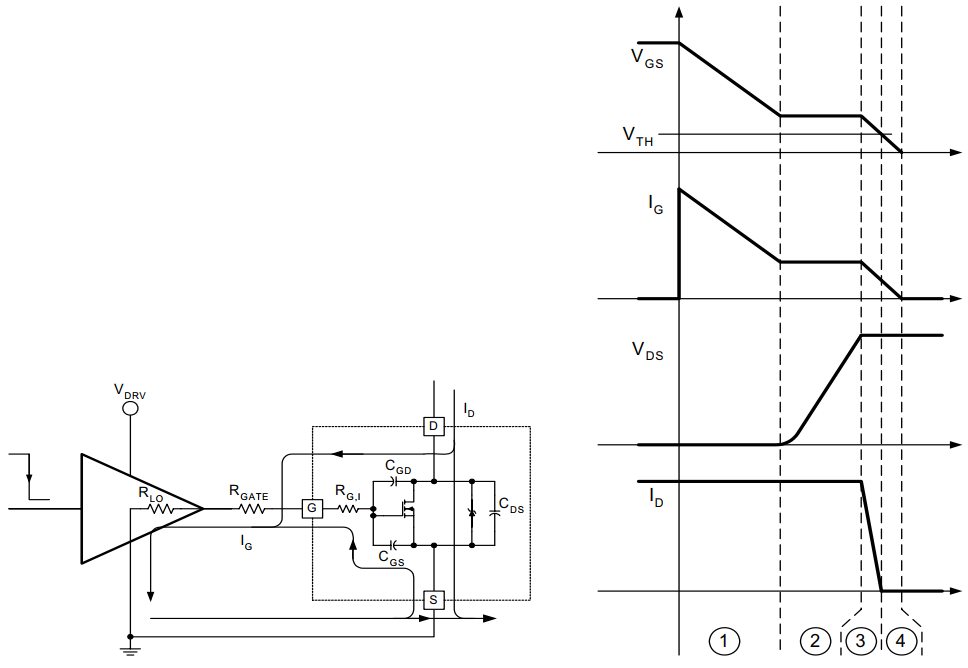 VGS
VTH
IG
VDS
ID
1
2
3
4
VDRV
RLO
RGATE
G
RG,I
IG
CGD
CGS
D
ID
CDS
S